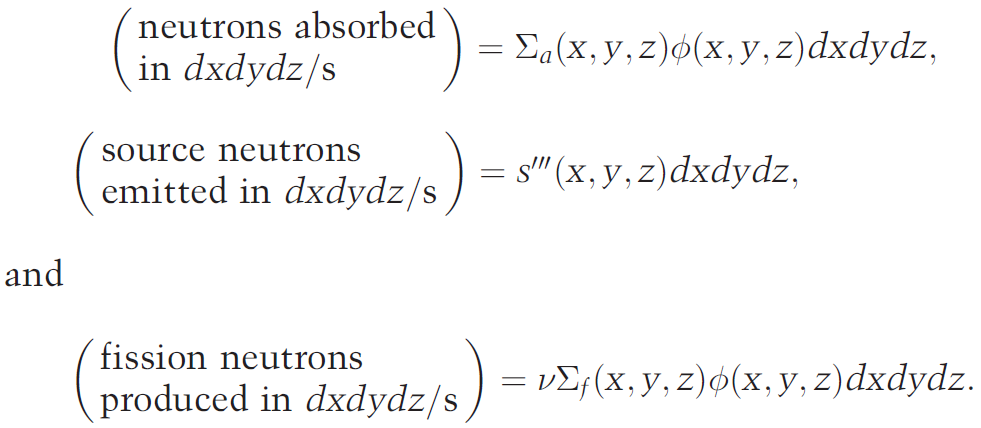 (neutrons absorbed
in dxdydz/s) = Σₐ(x, y, z)ϕ(x, y, z)dxdydz,
(source neutrons
emitted in dxdydz/s) = s′′′(x, y, z)dxdydz,
and
(fission neutrons
produced in dxdydz/s) = νΣ_f(x, y, z)ϕ(x, y, z)dxdydz.